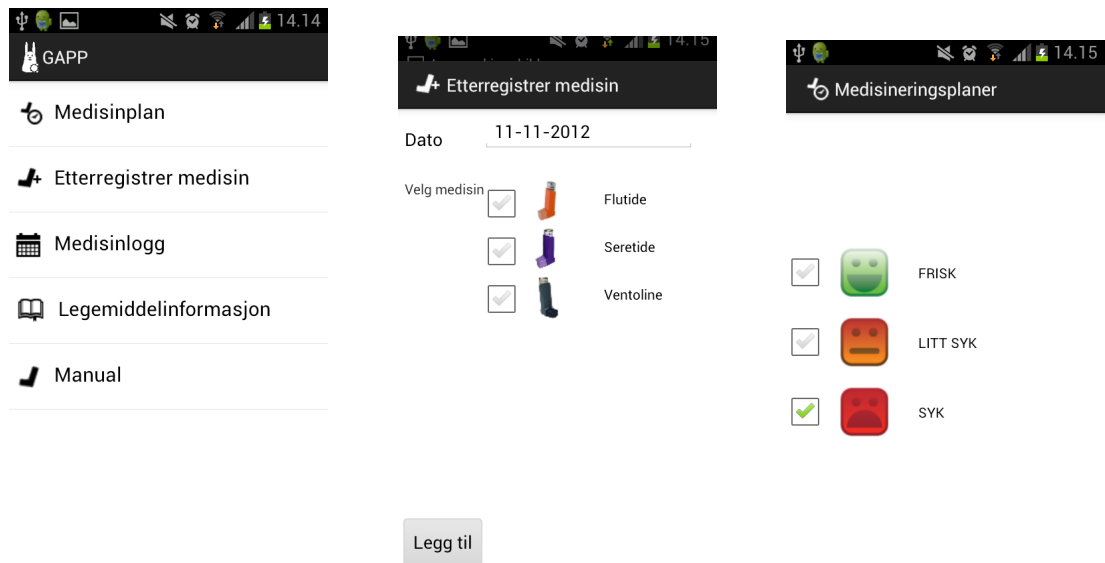 14.14
GAPP
Medisinplan
Etterregistrer medisin
Medisinlogg
Legemiddelinformasjon
Manual
14.15
Etterregistrer medisin
Dato 11-11-2012
Velg medisin Flutide
Seretide
Ventoline
Legg til
14.15
Medisineringsplaner
FRISK
LITT SYK
SYK